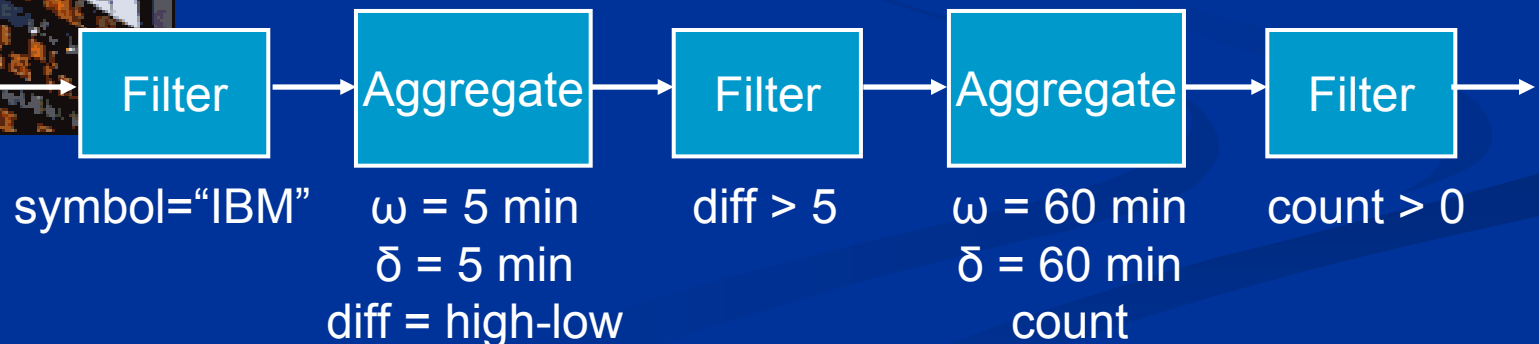 Filter
Aggregate
Filter
Aggregate
Filter
symbol=“IBM”
ω = 5 min
δ = 5 min
diff = high-low
diff > 5
ω = 60 min
δ = 60 min
count
count > 0